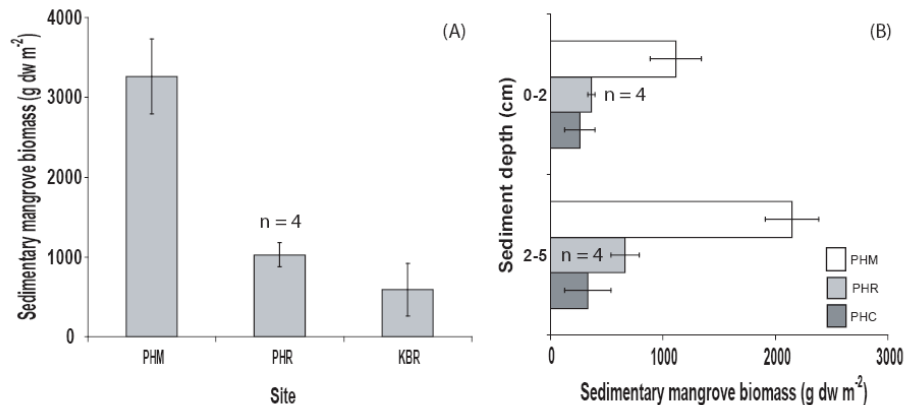 (A)
Sedimentary mangrove biomass (g dw m-2)
4000
3000
2000
1000
0
n = 4
PHM PHR KBR
Site
(B)
Sediment depth (cm)
0-2
n = 4
2-5
n = 4
PHM
PHR
PHC
0 1000 2000 3000
Sedimentary mangrove biomass (g dw m-2)